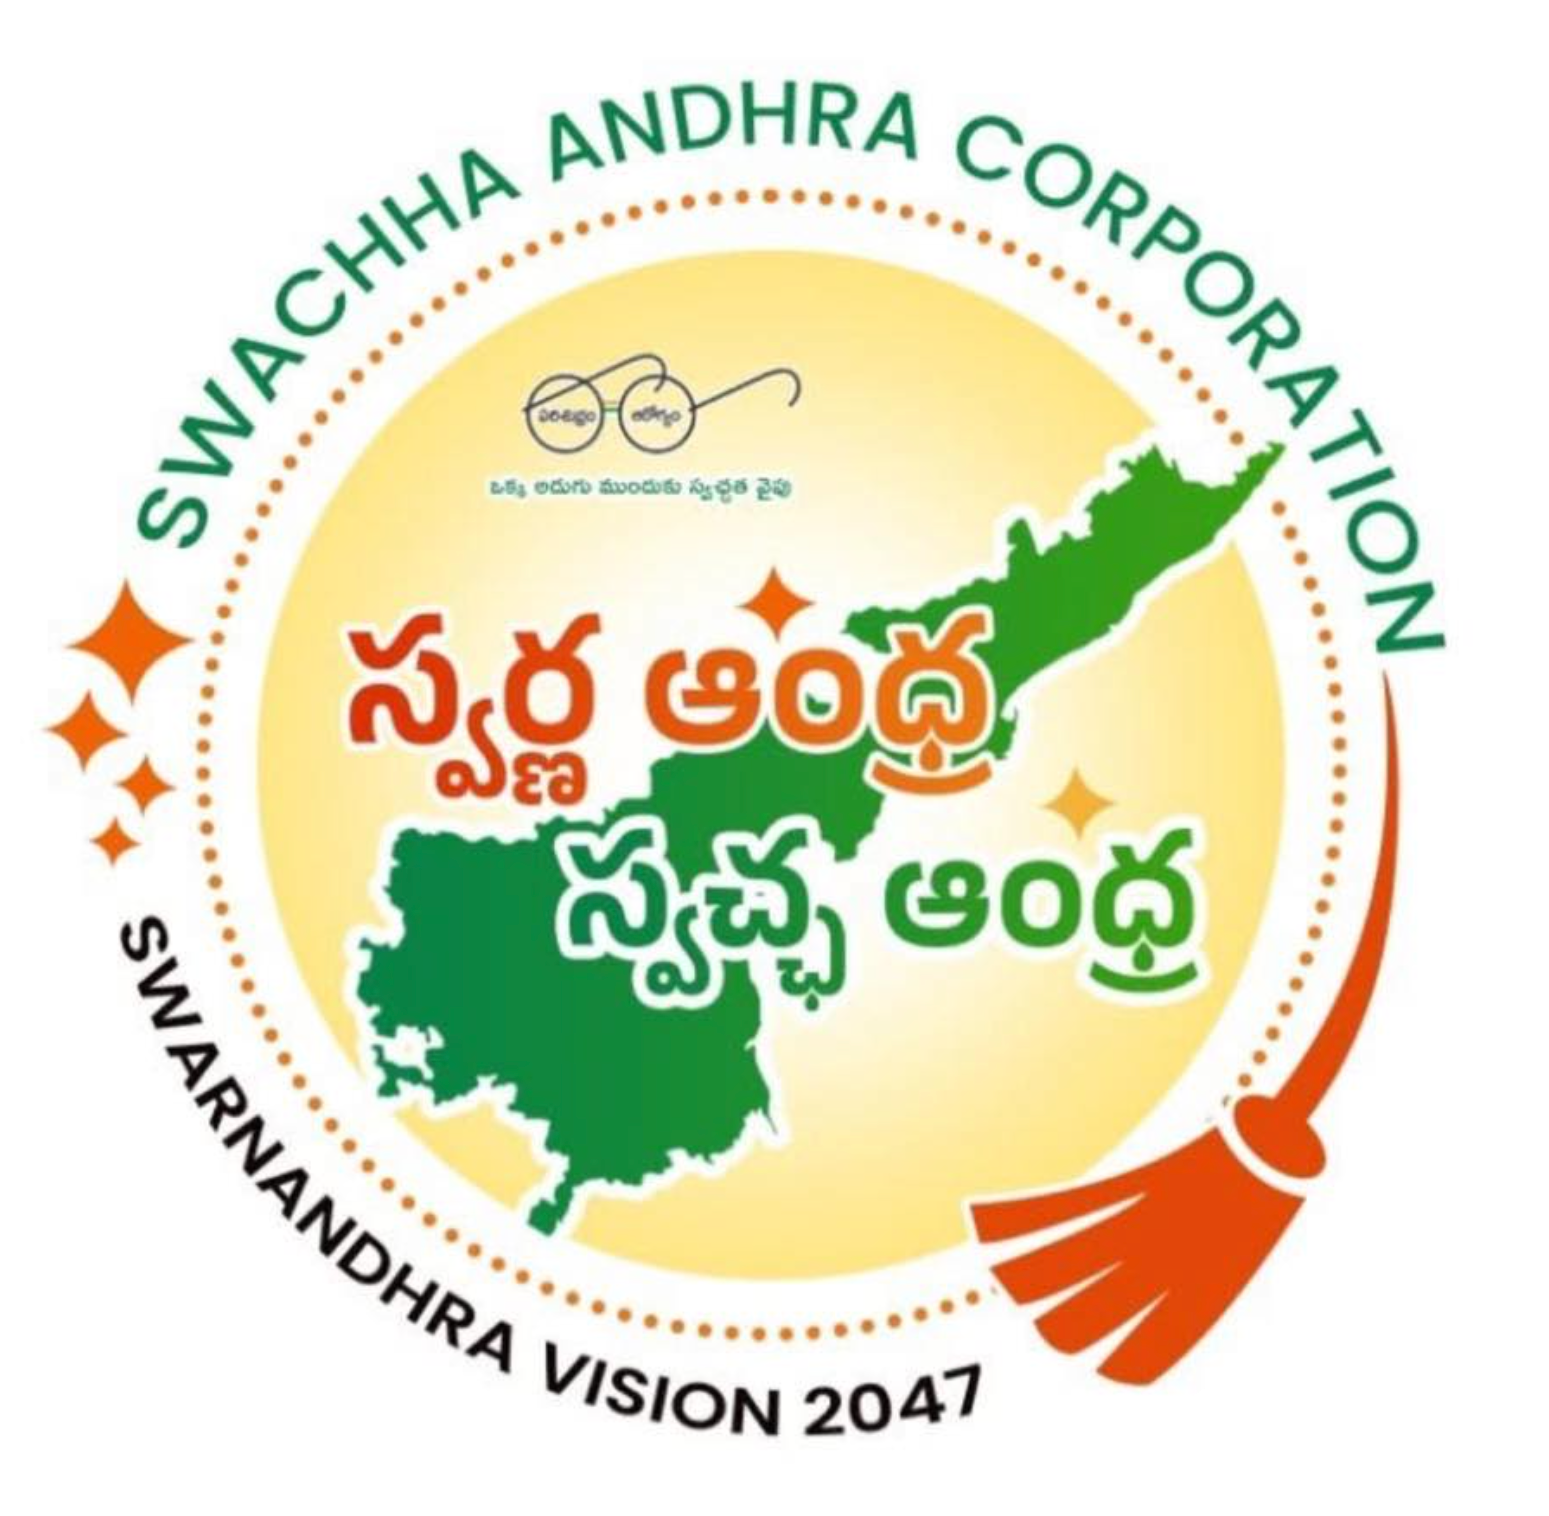 SWACHHA ANDHRA CORPORATION
పరిశుభ్రం ఆరోగ్యం
ఒక్క అడుగు ముందుకు స్వచ్ఛత వైపు
స్వర్ణ ఆంధ్ర
స్వచ్ఛ ఆంధ్ర
SWARNANDHRA VISION 2047